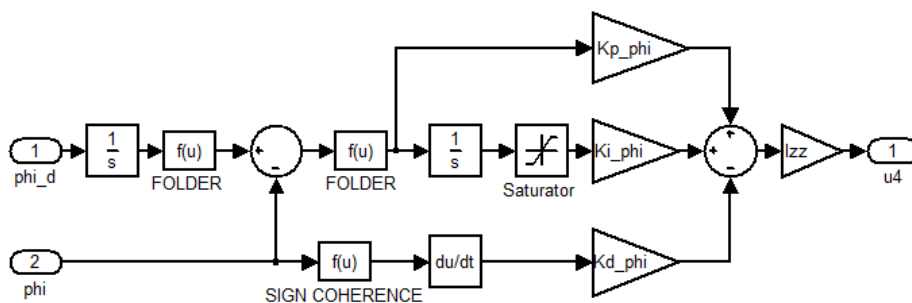 Kp_phi
1
phi_d
1
s
f(u)
FOLDER
+
−
f(u)
FOLDER
1
s
Saturator
Ki_phi
+
+
−
Izz
1
u4
2
phi
f(u)
SIGN COHERENCE
du/dt
Kd_phi